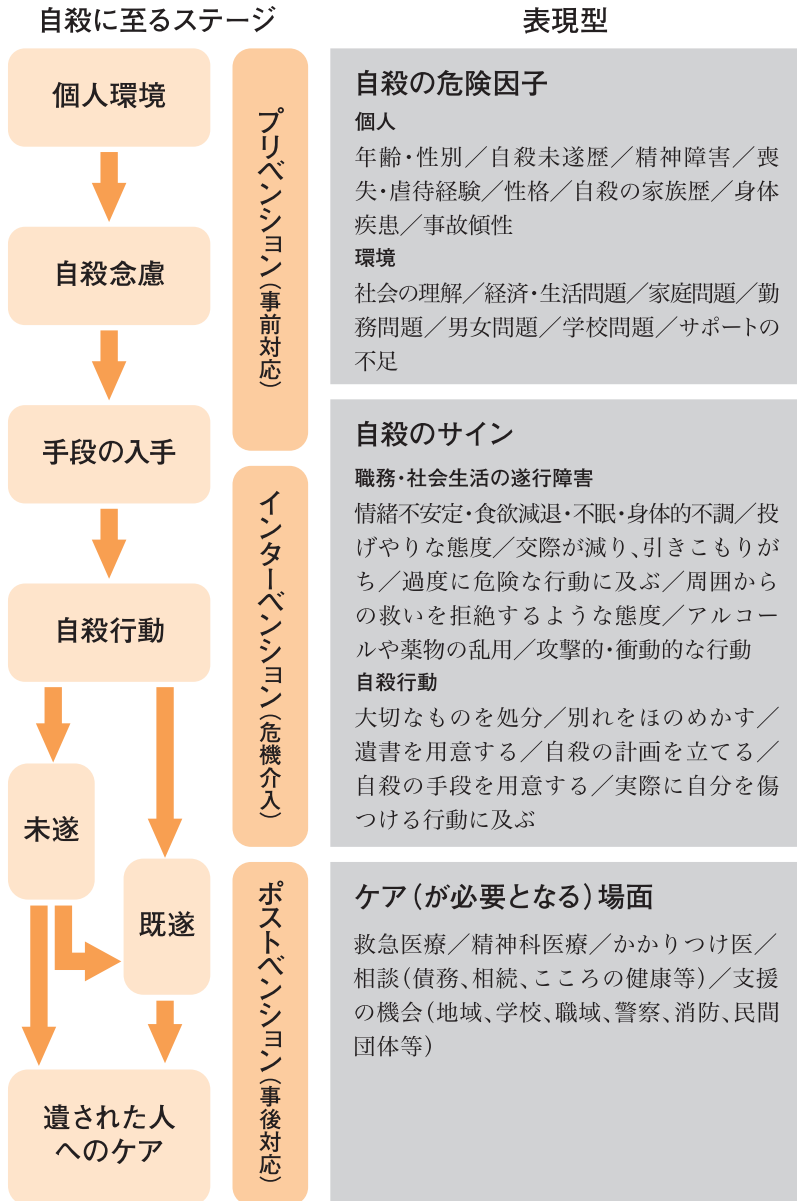 自殺に至るステージ
表現型
個人環境
自殺念慮
手段の入手
自殺行動
未遂
既遂
遺された人
へのケア
プリベンション(事前対応)
インターベンション(危機介入)
ポストベンション(事後対応)
自殺の危険因子
個人
年齢・性別／自殺未遂歴／精神障害／喪
失・虐待経験／性格／自殺の家族歴／身体
疾患／事故傾性
環境
社会の理解／経済・生活問題／家庭問題／勤
務問題／男女問題／学校問題／サポートの
不足
自殺のサイン
職務・社会生活の遂行障害
情緒不安定・食欲減退・不眠・身体的不調／投
げやりな態度／交際が減り、引きこもりが
ち／過度に危険な行動に及ぶ／周囲から
の救いを拒絶するような態度／アルコー
ルや薬物の乱用／攻撃的・衝動的な行動
自殺行動
大切なものを処分／別れをほのめかす／
遺書を用意する／自殺の計画を立てる／
自殺の手段を用意する／実際に自分を傷
つける行動に及ぶ
ケア(が必要となる)場面
救急医療／精神科医療／かかりつけ医／
相談(債務、相続、こころの健康等)／支援
の機会(地域、学校、職域、警察、消防、民間
団体等)